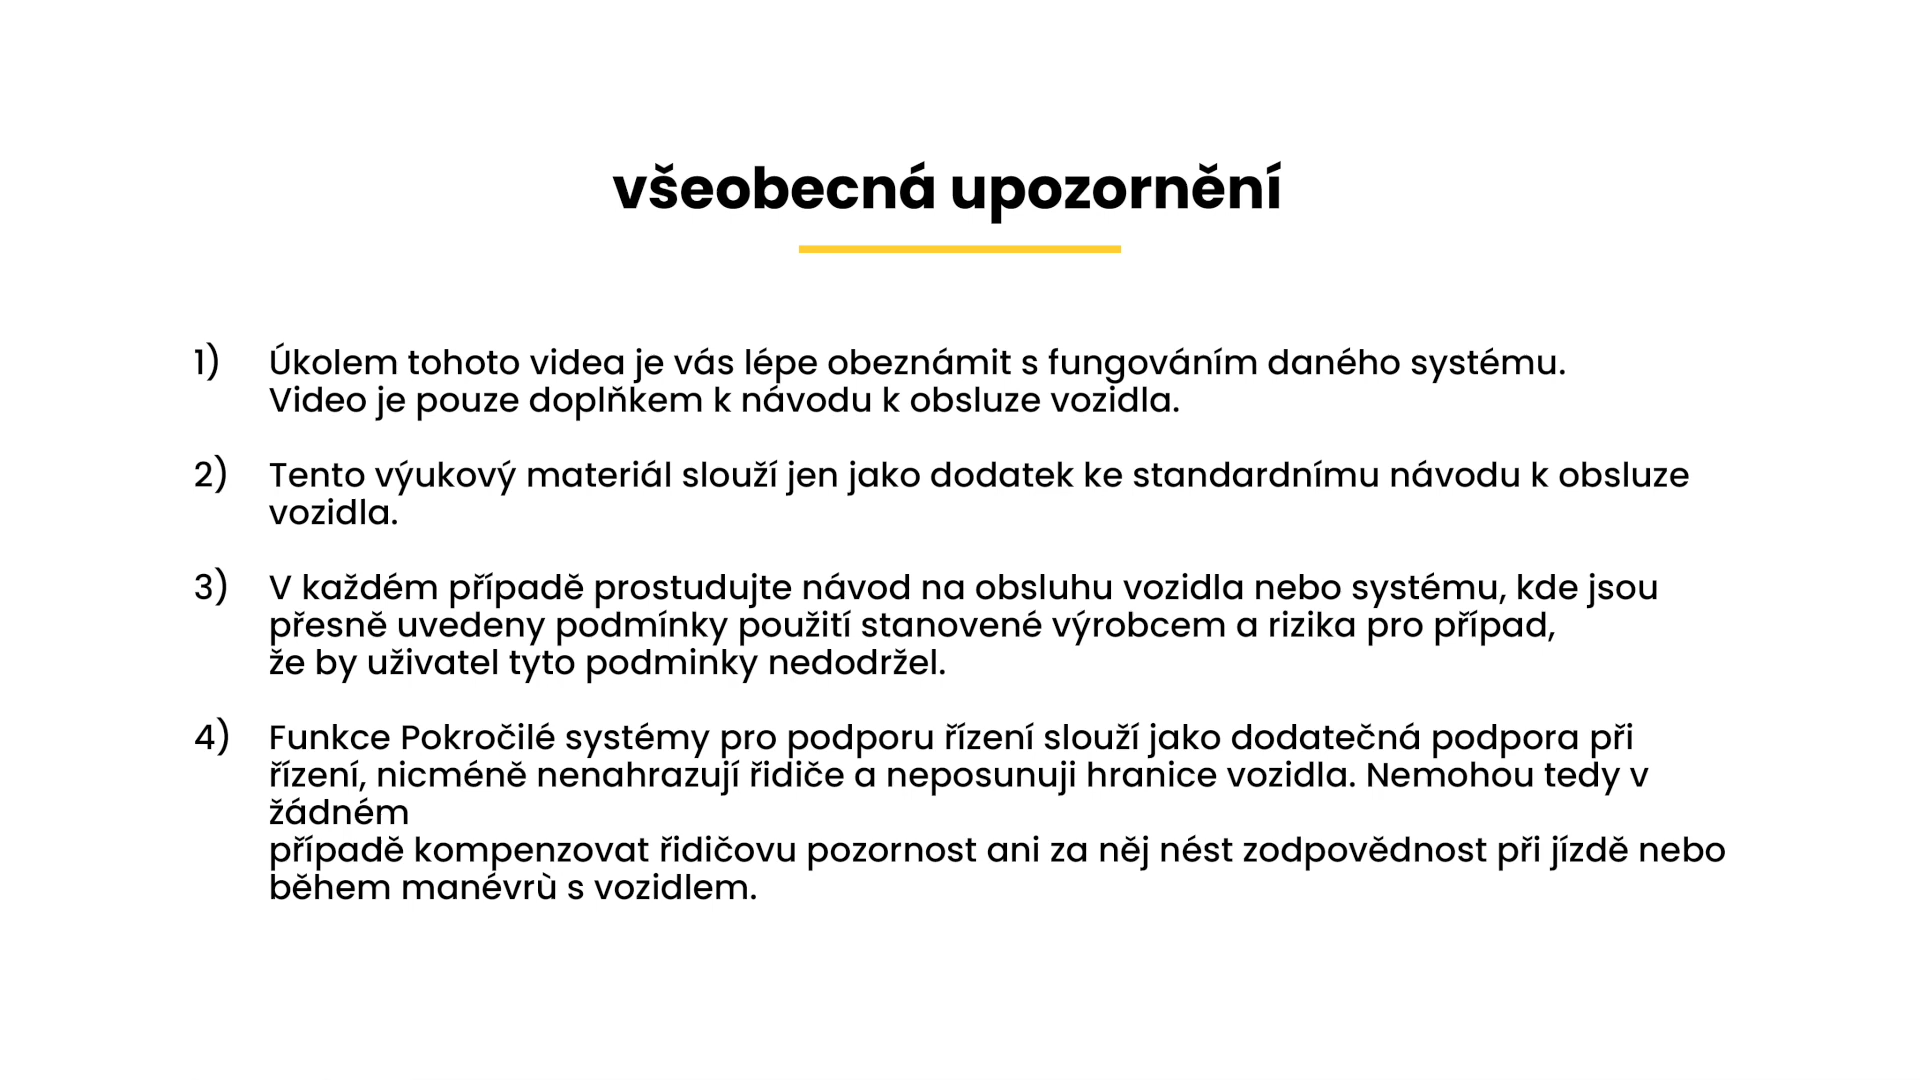 všeobecná upozornění
1) Úkolem tohoto videa je vás lépe obeznámit s fungováním daného systému.
Video je pouze doplňkem k návodu k obsluze vozidla.
2) Tento výukový materiál slouží jen jako dodatek ke standardnímu návodu k obsluze
vozidla.
3) V každém případě prostudujte návod na obsluhu vozidla nebo systému, kde jsou
přesně uvedeny podmínky použití stanovené výrobcem a rizika pro případ,
že by uživatel tyto podminky nedodržel.
4) Funkce Pokročilé systémy pro podporu řízení slouží jako dodatečná podpora při
řízení, nicméně nenahrazují řidiče a neposunuji hranice vozidla. Nemohou tedy v
žádném
případě kompenzovat řidičovu pozornost ani za něj nést zodpovědnost při jízdě nebo
během manévrù s vozidlem.